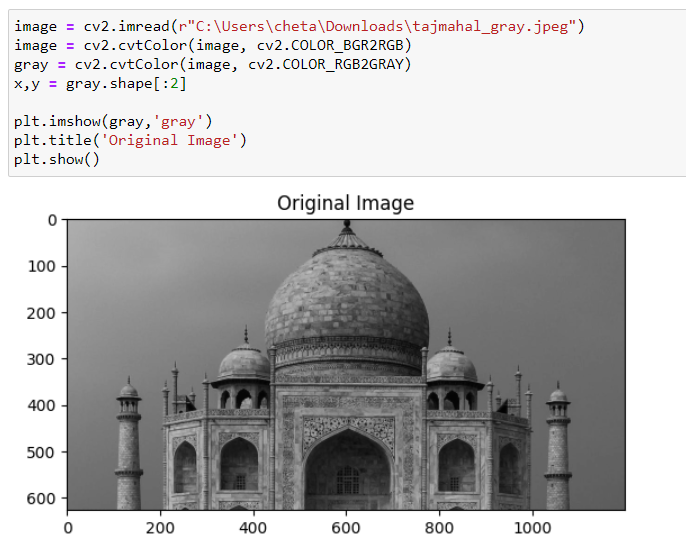 image = cv2.imread(r"C:\Users\cheta\Downloads\tajmahal_gray.jpeg")
image = cv2.cvtColor(image, cv2.COLOR_BGR2RGB)
gray = cv2.cvtColor(image, cv2.COLOR_RGB2GRAY)
x,y = gray.shape[:2]
plt.imshow(gray,'gray')
plt.title('Original Image')
plt.show()
Original Image
0
100
200
300
400
500
600
0 200 400 600 800 1000